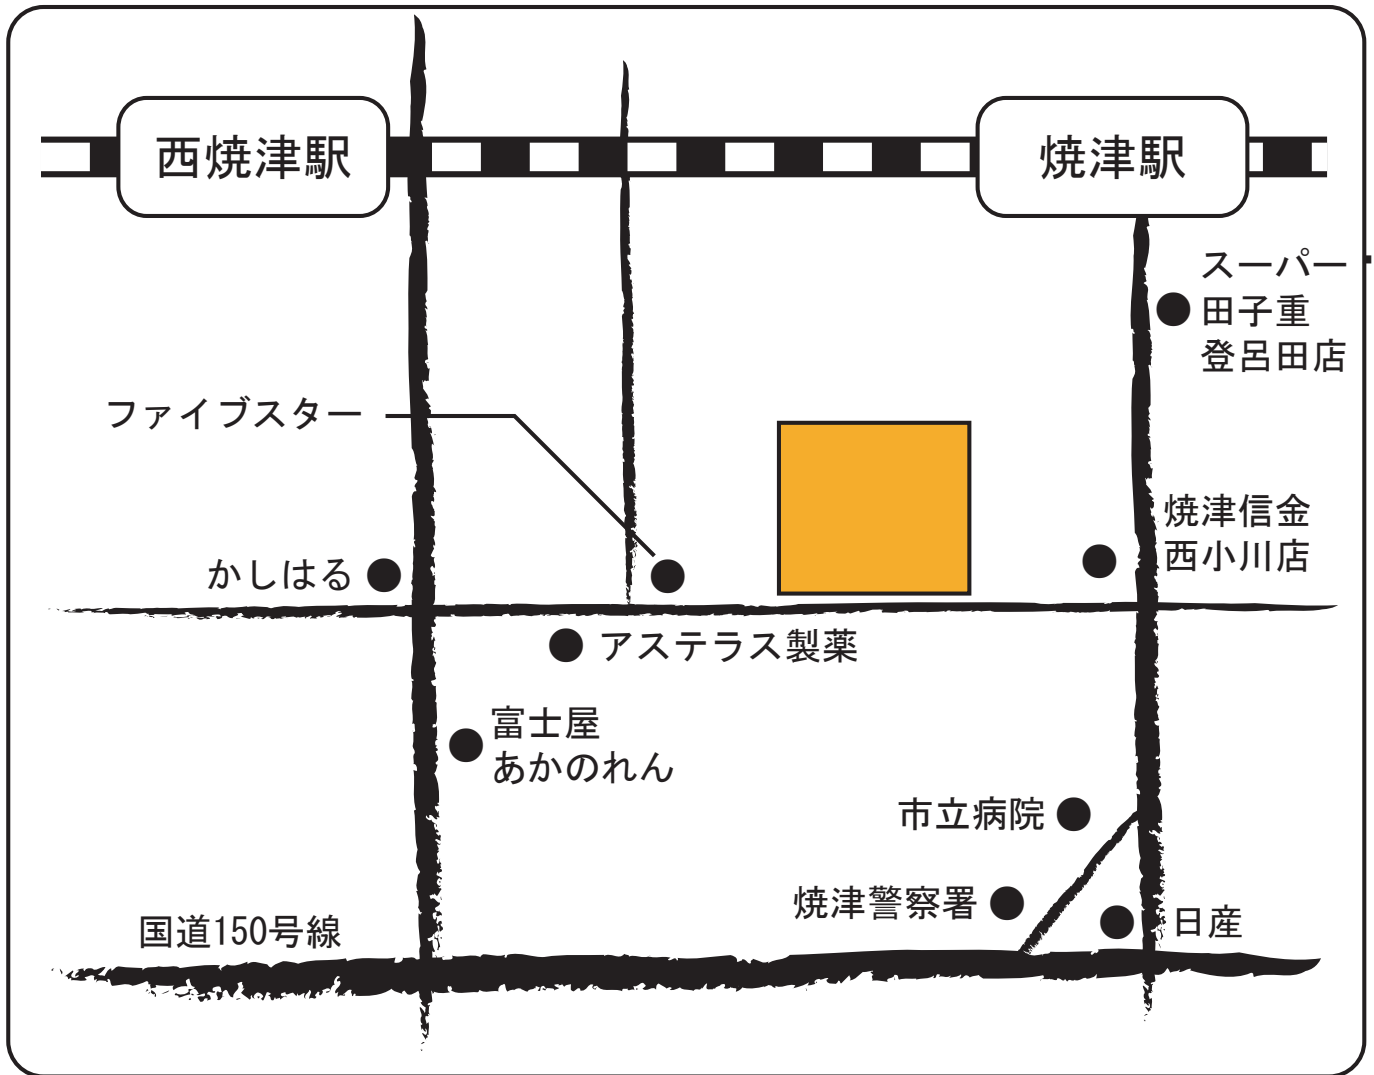 西焼津駅
焼津駅
スーパー
田子重
登呂田店
ファイブスター
焼津信金
西小川店
かしはる
アステラス製薬
富士屋
あかのれん
市立病院
焼津警察署
日産
国道150号線